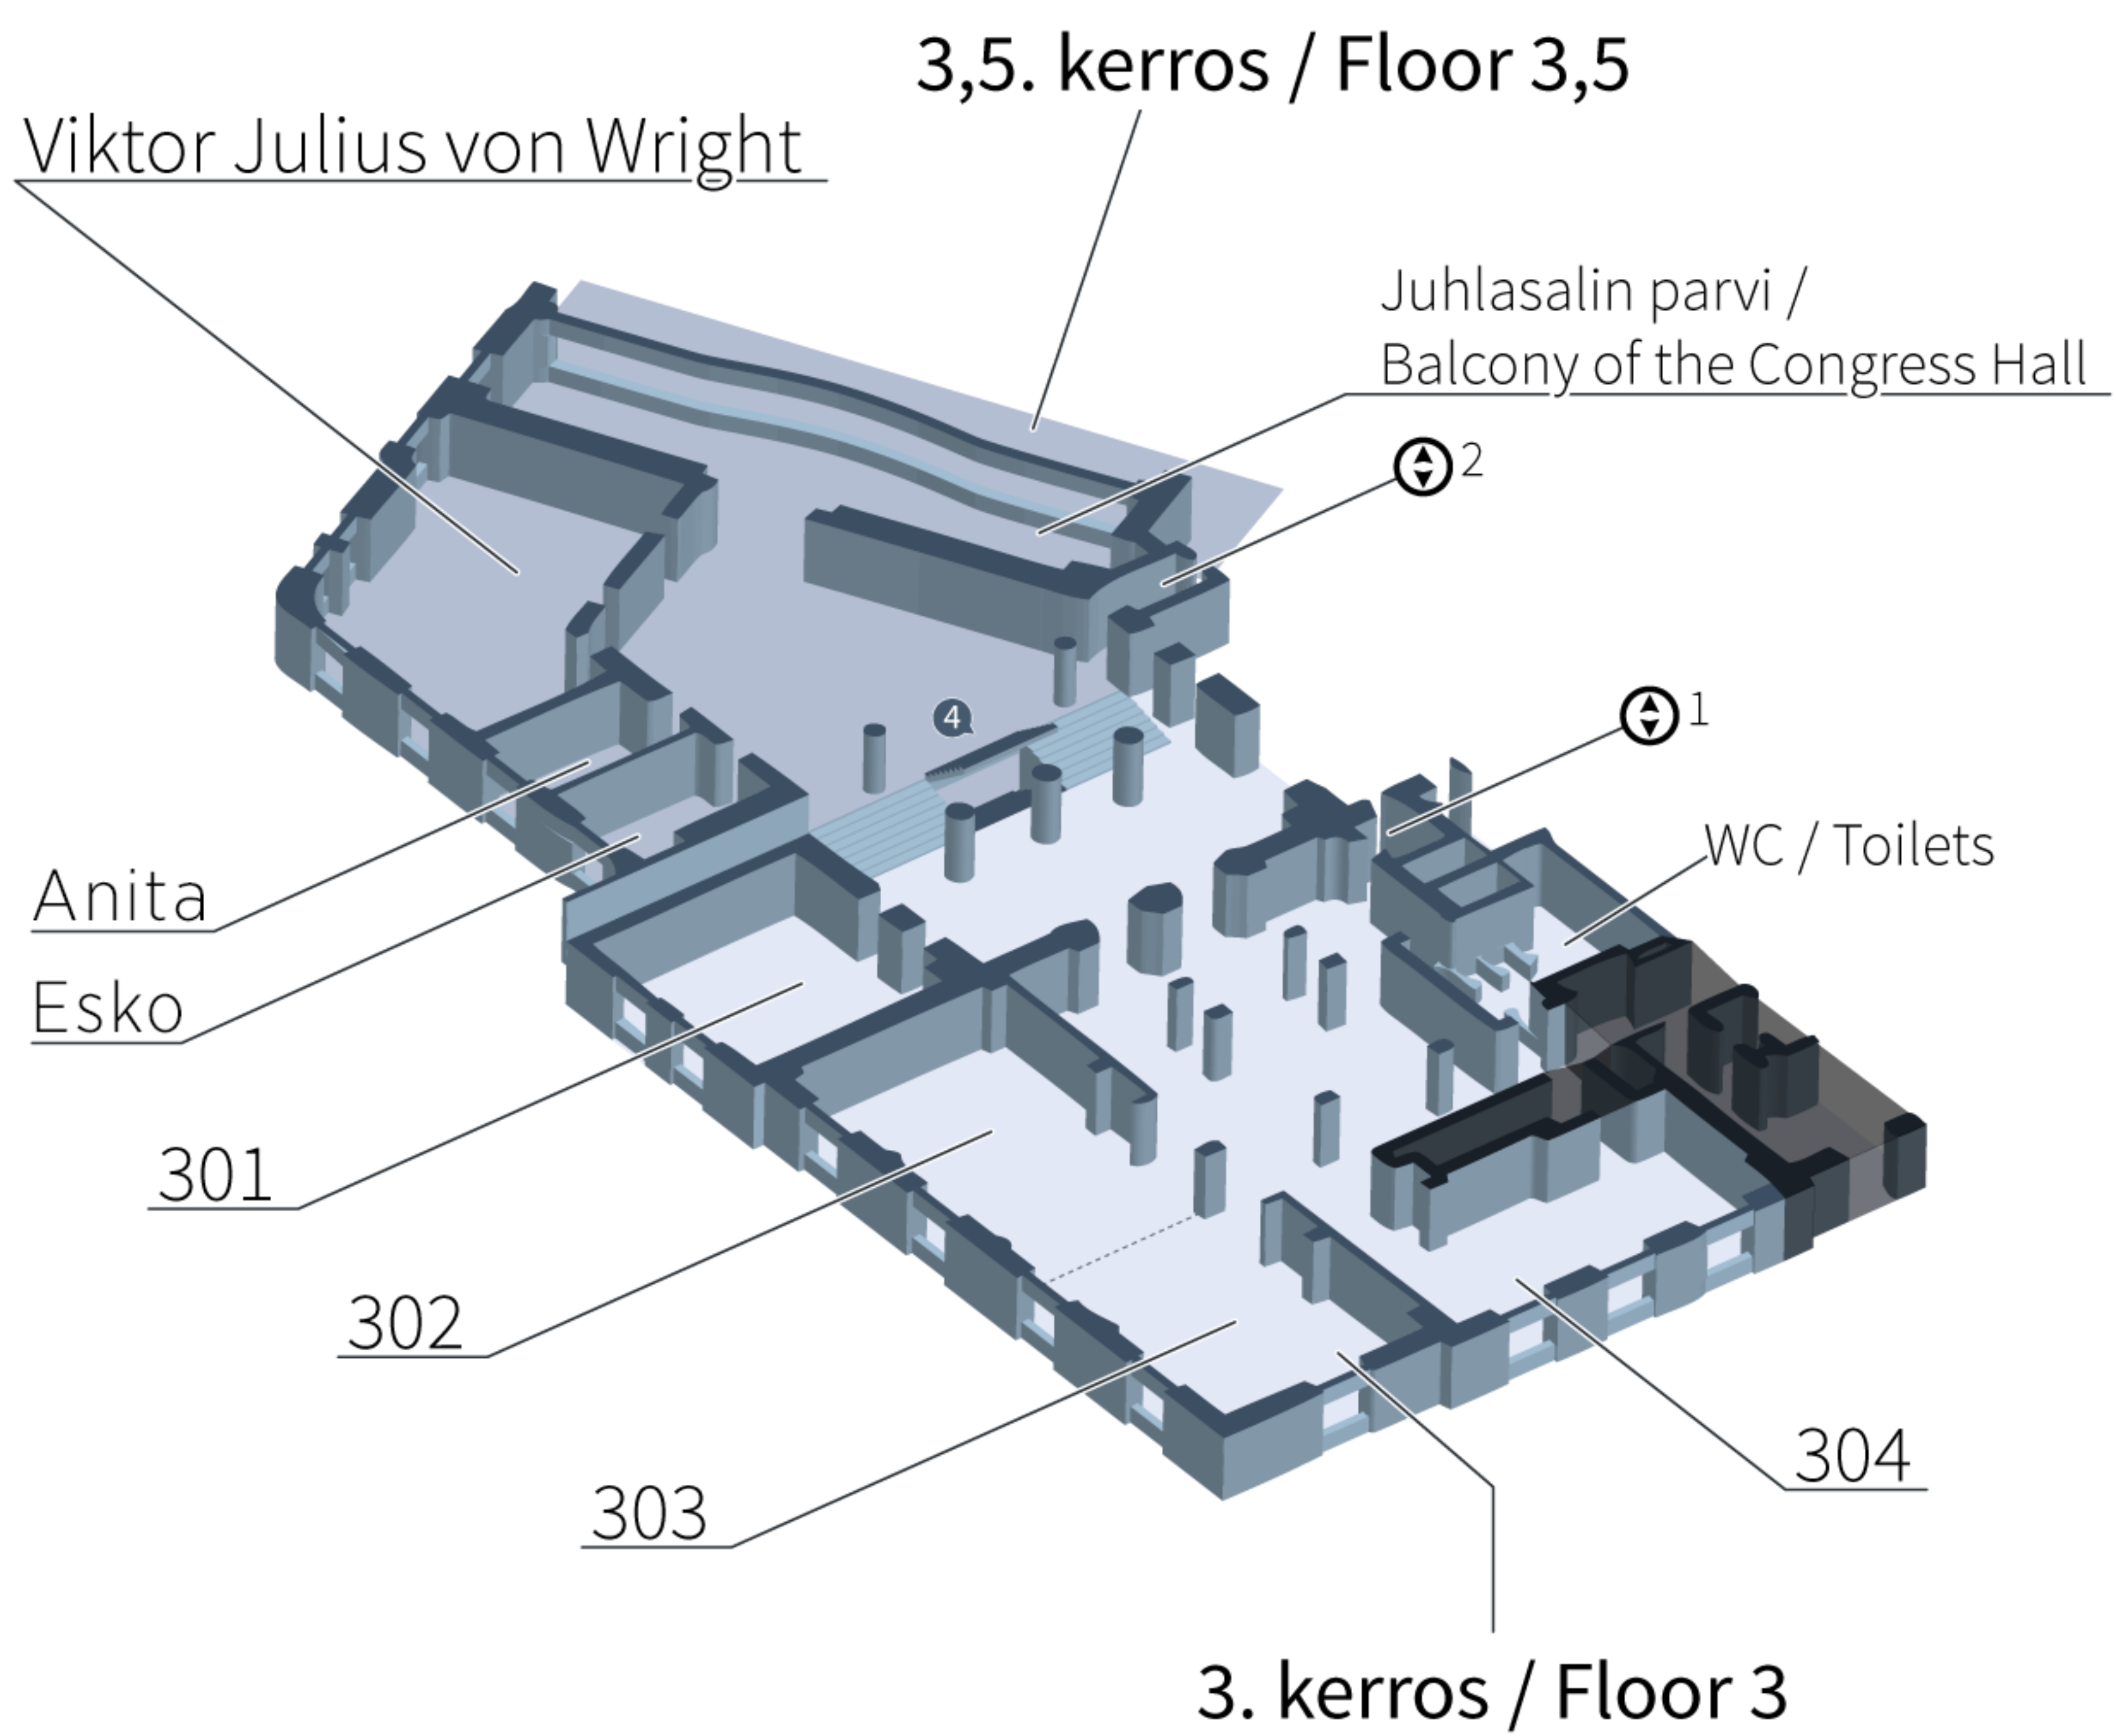 3,5. kerros / Floor 3,5
Viktor Julius von Wright
Juhlasalin parvi /
Balcony of the Congress Hall
2
1
4
WC / Toilets
Anita
Esko
301
302
303
304
3. kerros / Floor 3